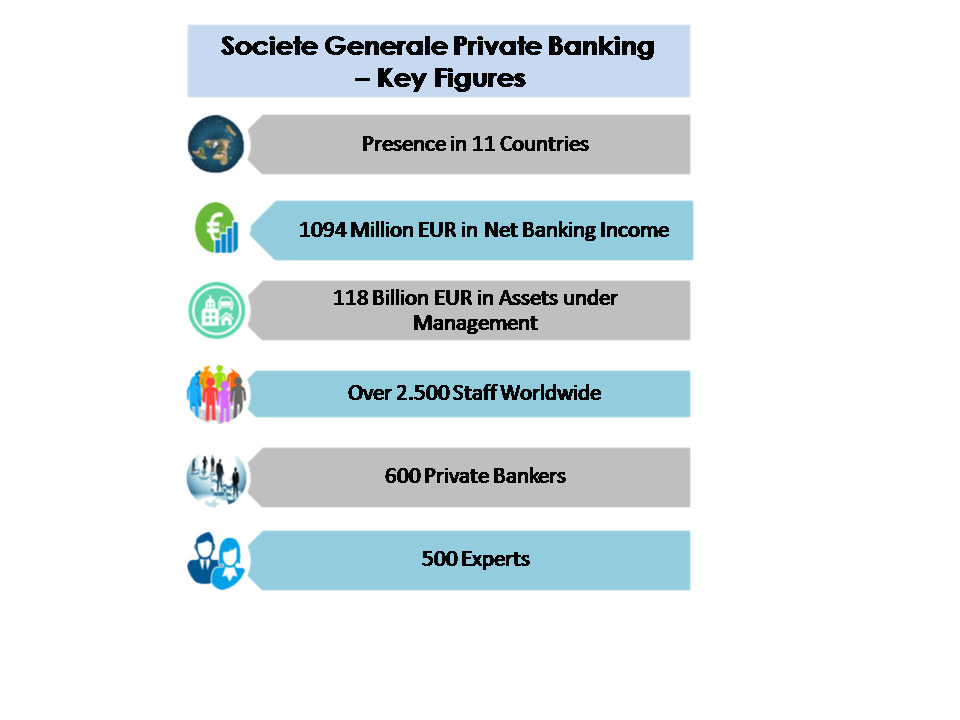 Societe Generale Private Banking
– Key Figures
Presence in 11 Countries
1094 Million EUR in Net Banking Income
118 Billion EUR in Assets under
Management
Over 2.500 Staff Worldwide
600 Private Bankers
500 Experts